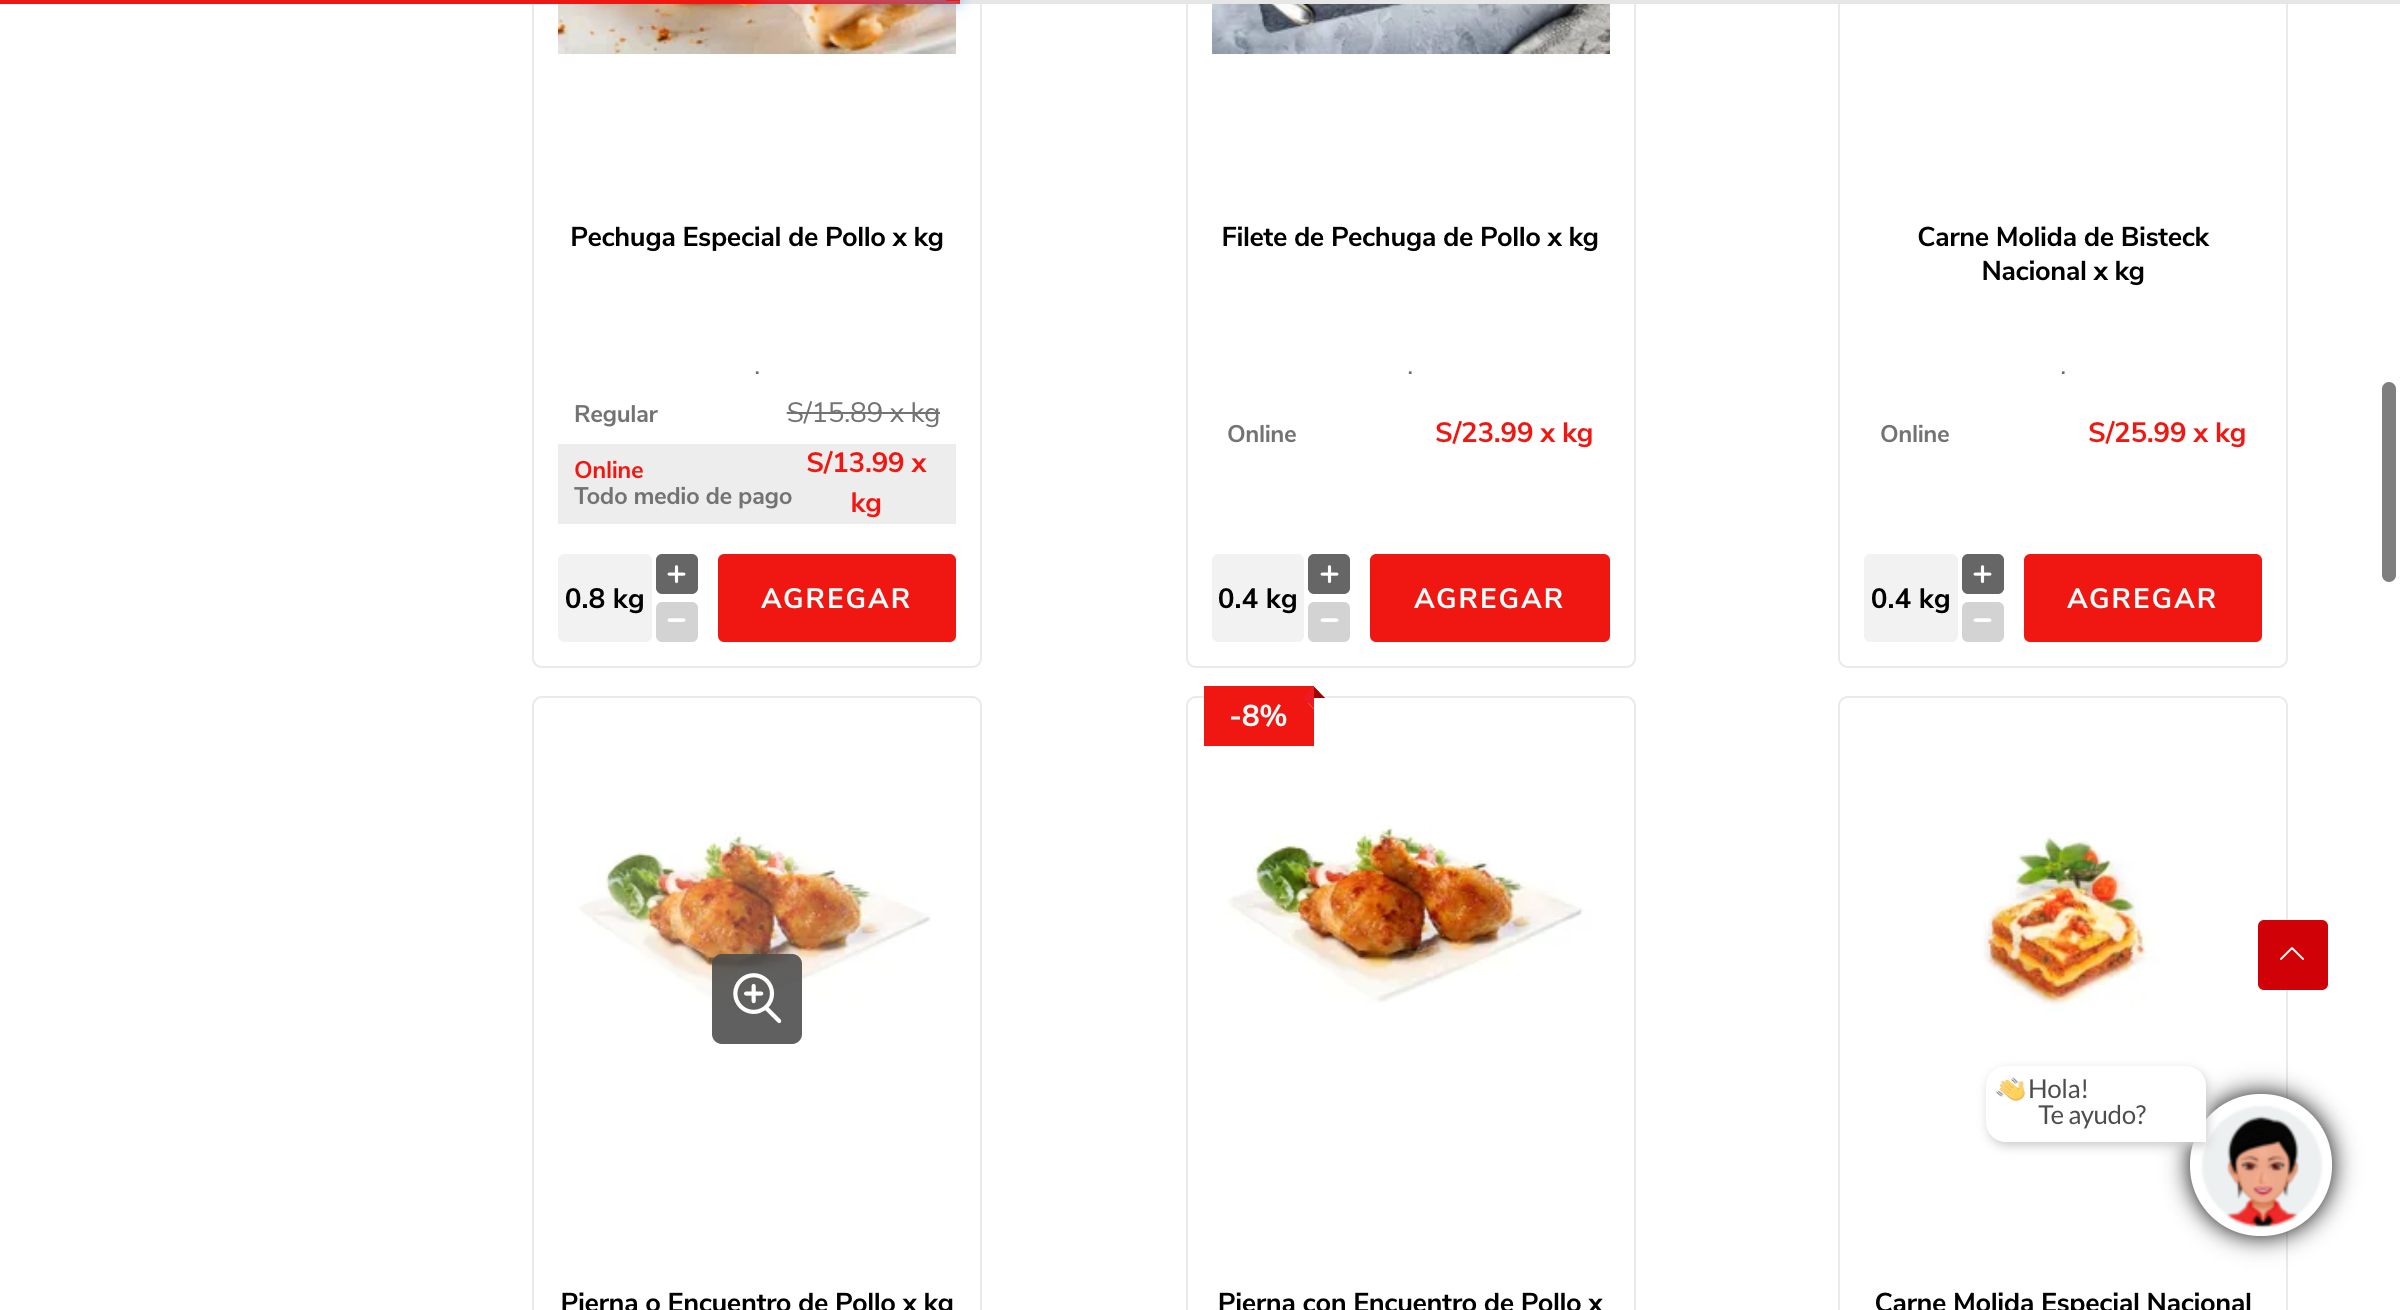 Pechuga Especial de Pollo x kg
.
Regular S/15.89 x kg
Online S/13.99 x
Todo medio de pago kg
0.8 kg + − AGREGAR
Filete de Pechuga de Pollo x kg
.
Online S/23.99 x kg
0.4 kg + − AGREGAR
Carne Molida de Bisteck
Nacional x kg
.
Online S/25.99 x kg
0.4 kg + − AGREGAR
Pierna o Encuentro de Pollo x kg
-8%
Pierna con Encuentro de Pollo x
Carne Molida Especial Nacional
👋Hola!
Te ayudo?